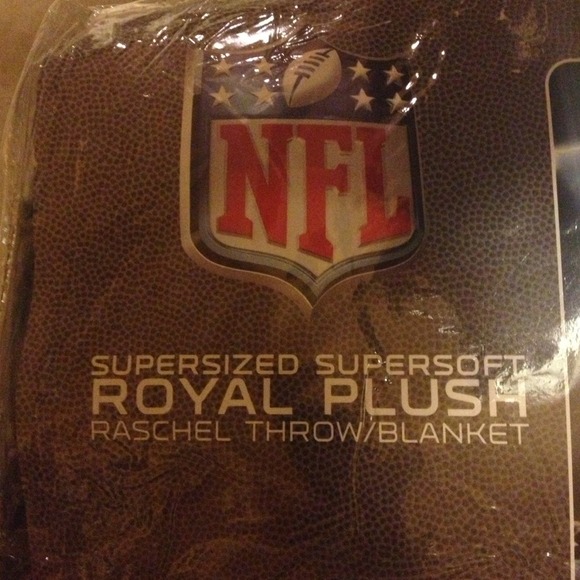 NFL
SUPERSIZED SUPERSOFT
ROYAL PLUSH
RASCHEL THROW/BLANKET